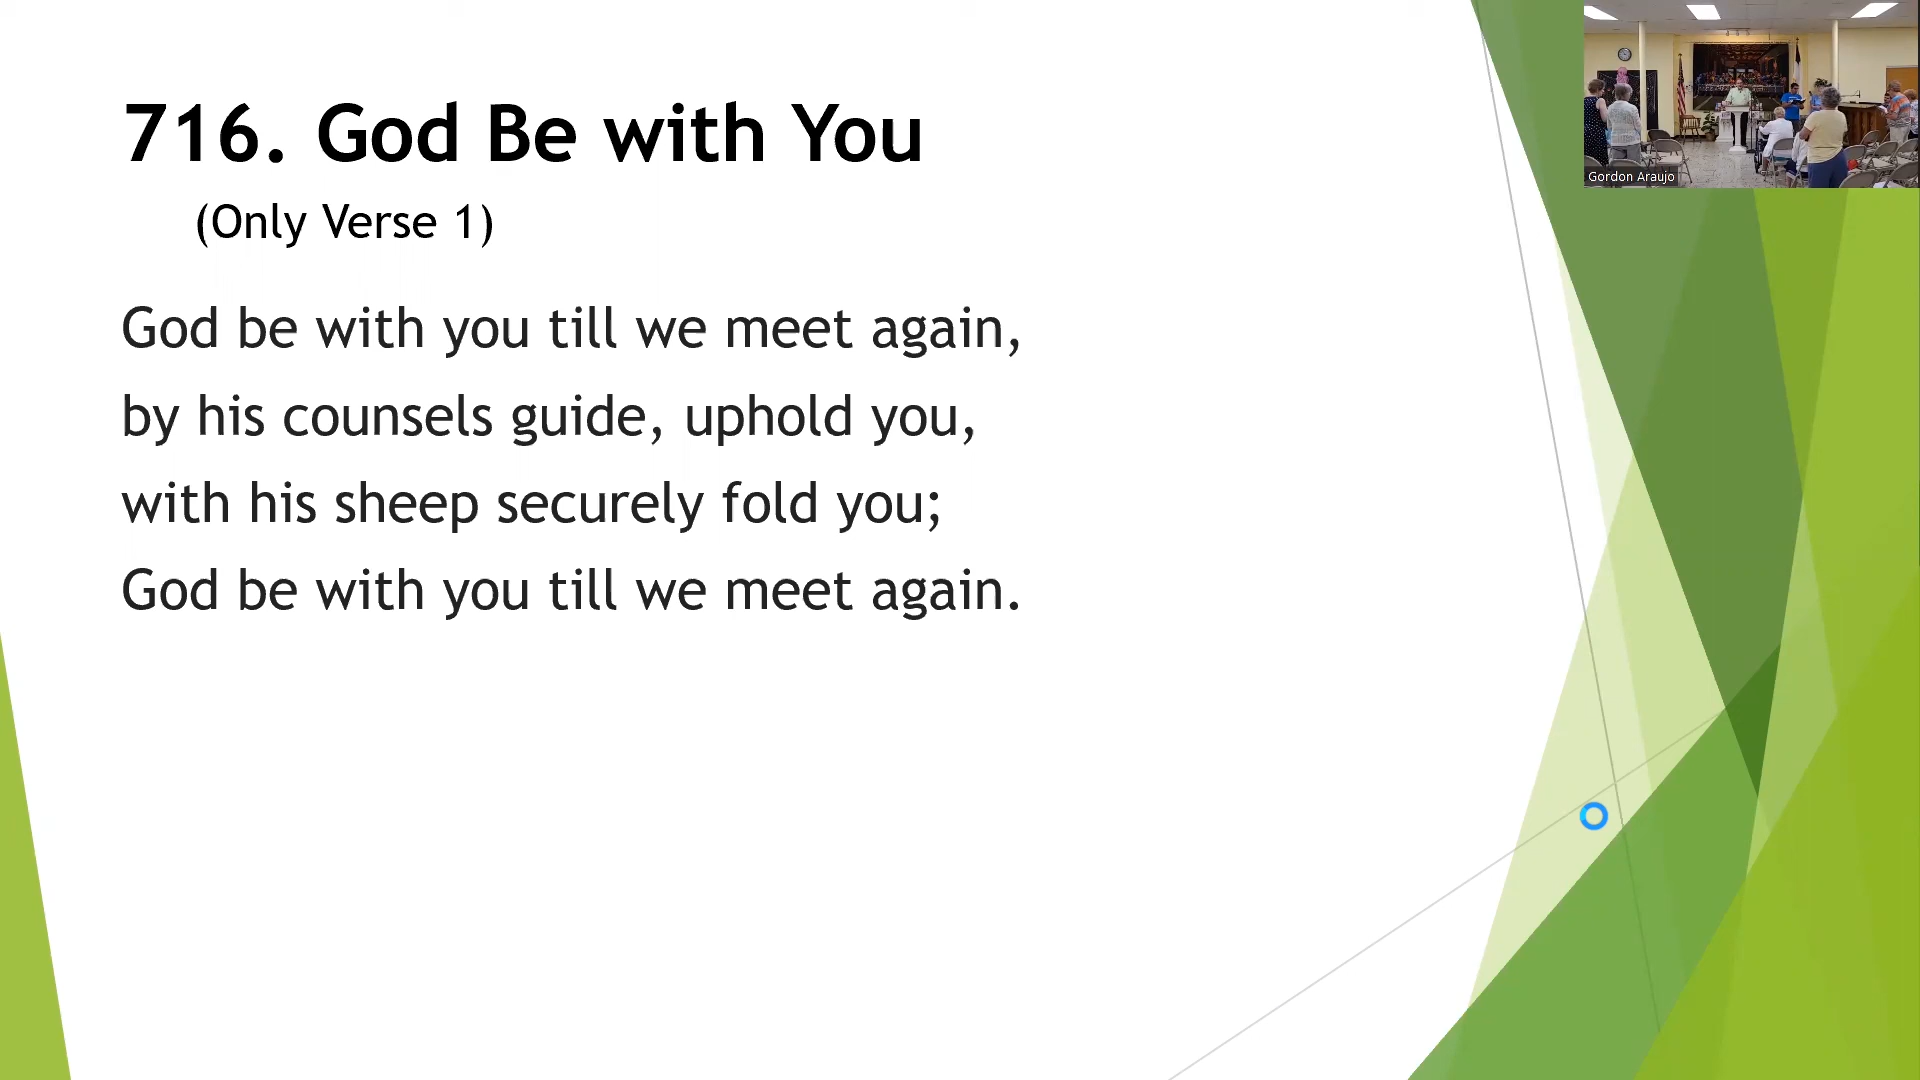 716. God Be with You
(Only Verse 1)
God be with you till we meet again,
by his counsels guide, uphold you,
with his sheep securely fold you;
God be with you till we meet again.
Gordon Araujo